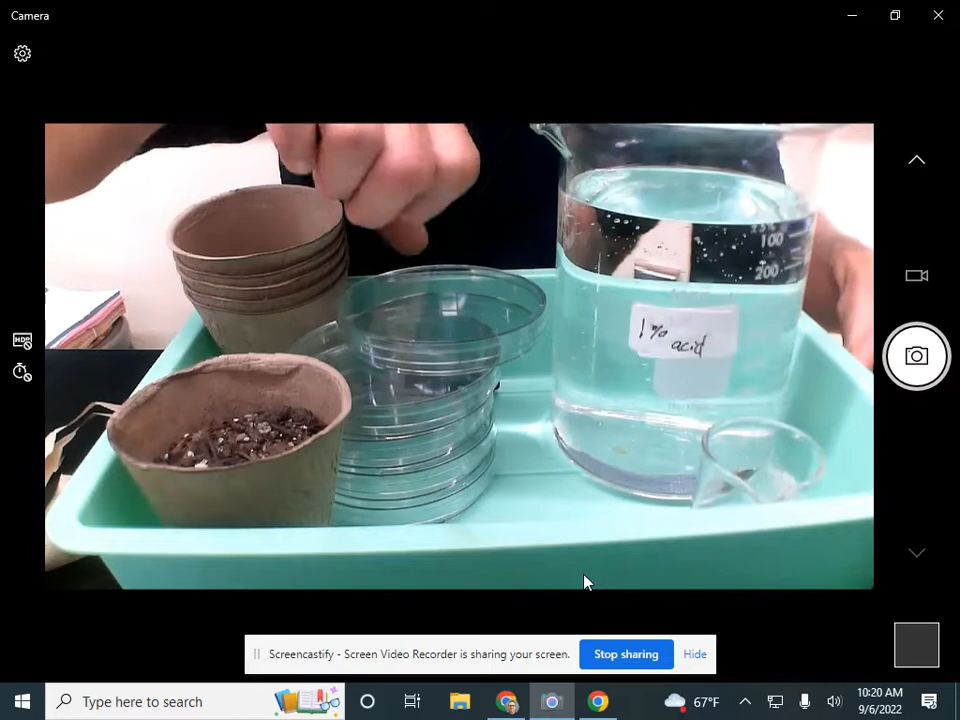 Camera
100
200
1%
acid
Screencastify - Screen Video Recorder is sharing your screen.
Stop sharing
Hide
Type here to search
67°F
10:20 AM
9/6/2022